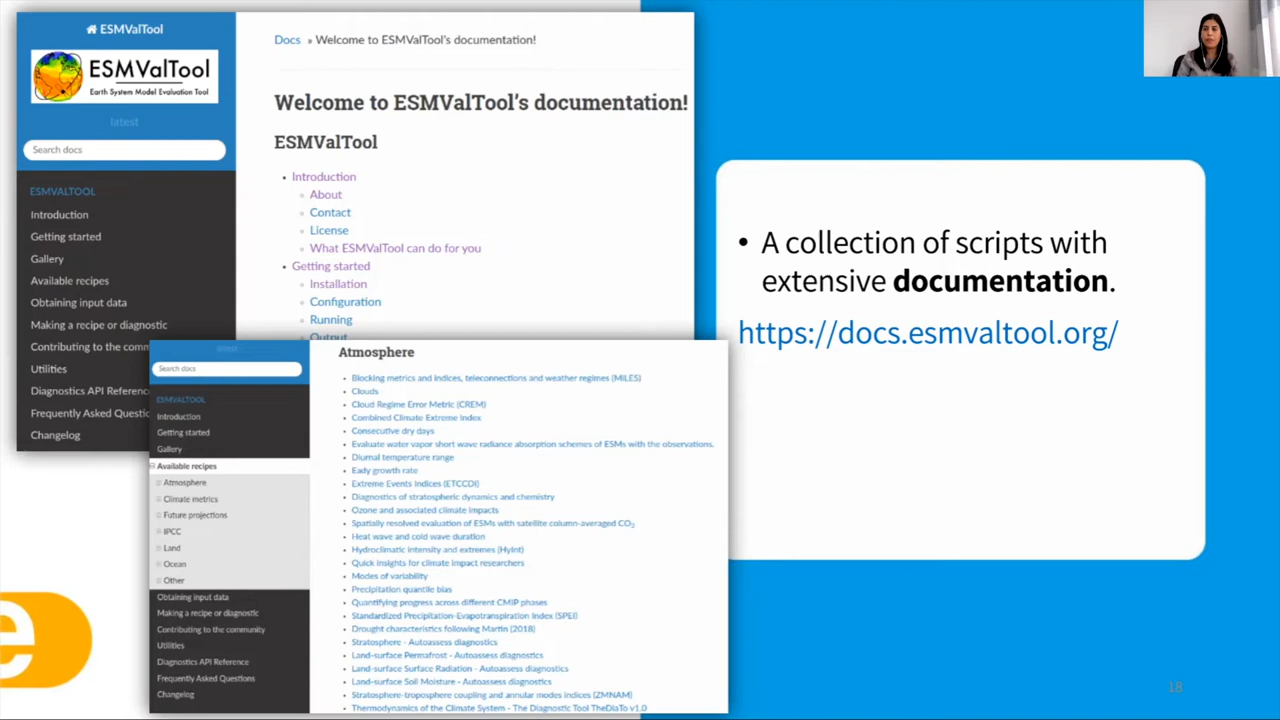 ESMValTool
ESMValTool
Earth System Model Evaluation Tool
latest
Search docs
ESMVALTOOL
Introduction
Getting started
Gallery
Available recipes
Obtaining input data
Making a recipe or diagnostic
Contributing to the comm
Utilities
Diagnostics API Referenc
Frequently Asked Questio
Changelog
Docs » Welcome to ESMValTool's documentation!
Welcome to ESMValTool's documentation!
ESMValTool
• Introduction
About
Contact
License
What ESMValTool can do for you
• Getting started
Installation
Configuration
Running
Output
latest
Search docs
ESMVALTOOL
Introduction
Getting started
Gallery
Available recipes
Atmosphere
Climate metrics
Future projections
IPCC
Land
Ocean
Other
Obtaining input data
Making a recipe or diagnostic
Contributing to the community
Utilities
Diagnostics API Reference
Frequently Asked Questions
Changelog
Atmosphere
• Blocking metrics and indices, teleconnections and weather regimes (MiLES)
• Clouds
• Cloud Regime Error Metric (CREM)
• Combined Climate Extreme Index
• Consecutive dry days
• Evaluate water vapor short wave radiance absorption schemes of ESMs with the observations.
• Diurnal temperature range
• Eady growth rate
• Extreme Events Indices (ETCCDI)
• Diagnostics of stratospheric dynamics and chemistry
• Ozone and associated climate impacts
• Spatially resolved evaluation of ESMs with satellite column-averaged CO₂
• Heat wave and cold wave duration
• Hydroclimatic intensity and extremes (HyInt)
• Quick insights for climate impact researchers
• Modes of variability
• Precipitation quantile bias
• Quantifying progress across different CMIP phases
• Standardized Precipitation-Evapotranspiration Index (SPEI)
• Drought characteristics following Martin (2018)
• Stratosphere - Autoassess diagnostics
• Land-surface Permafrost - Autoassess diagnostics
• Land-surface Surface Radiation - Autoassess diagnostics
• Land-surface Soil Moisture - Autoassess diagnostics
• Stratosphere-troposphere coupling and annular modes indices (ZMNAM)
• Thermodynamics of the Climate System - The Diagnostic Tool TheDiaTo v1.0
• A collection of scripts with
extensive documentation.
https://docs.esmvaltool.org/
e
18